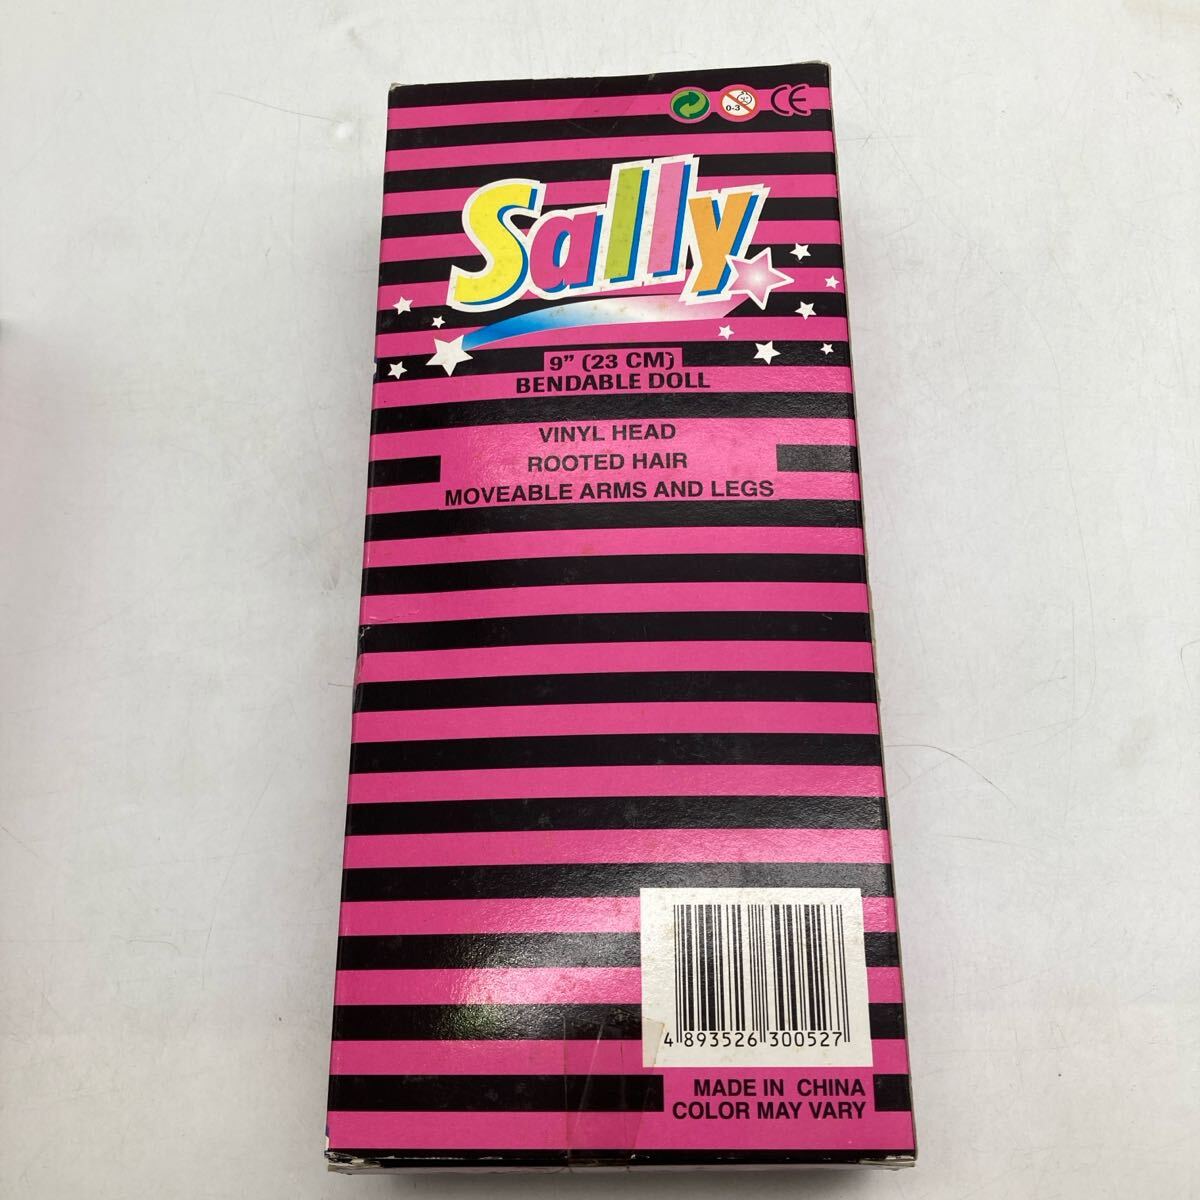 0-3
CE
Sally
9" (23 CM)
BENDABLE DOLL
VINYL HEAD
ROOTED HAIR
MOVEABLE ARMS AND LEGS
4 893526 300527
MADE IN CHINA
COLOR MAY VARY